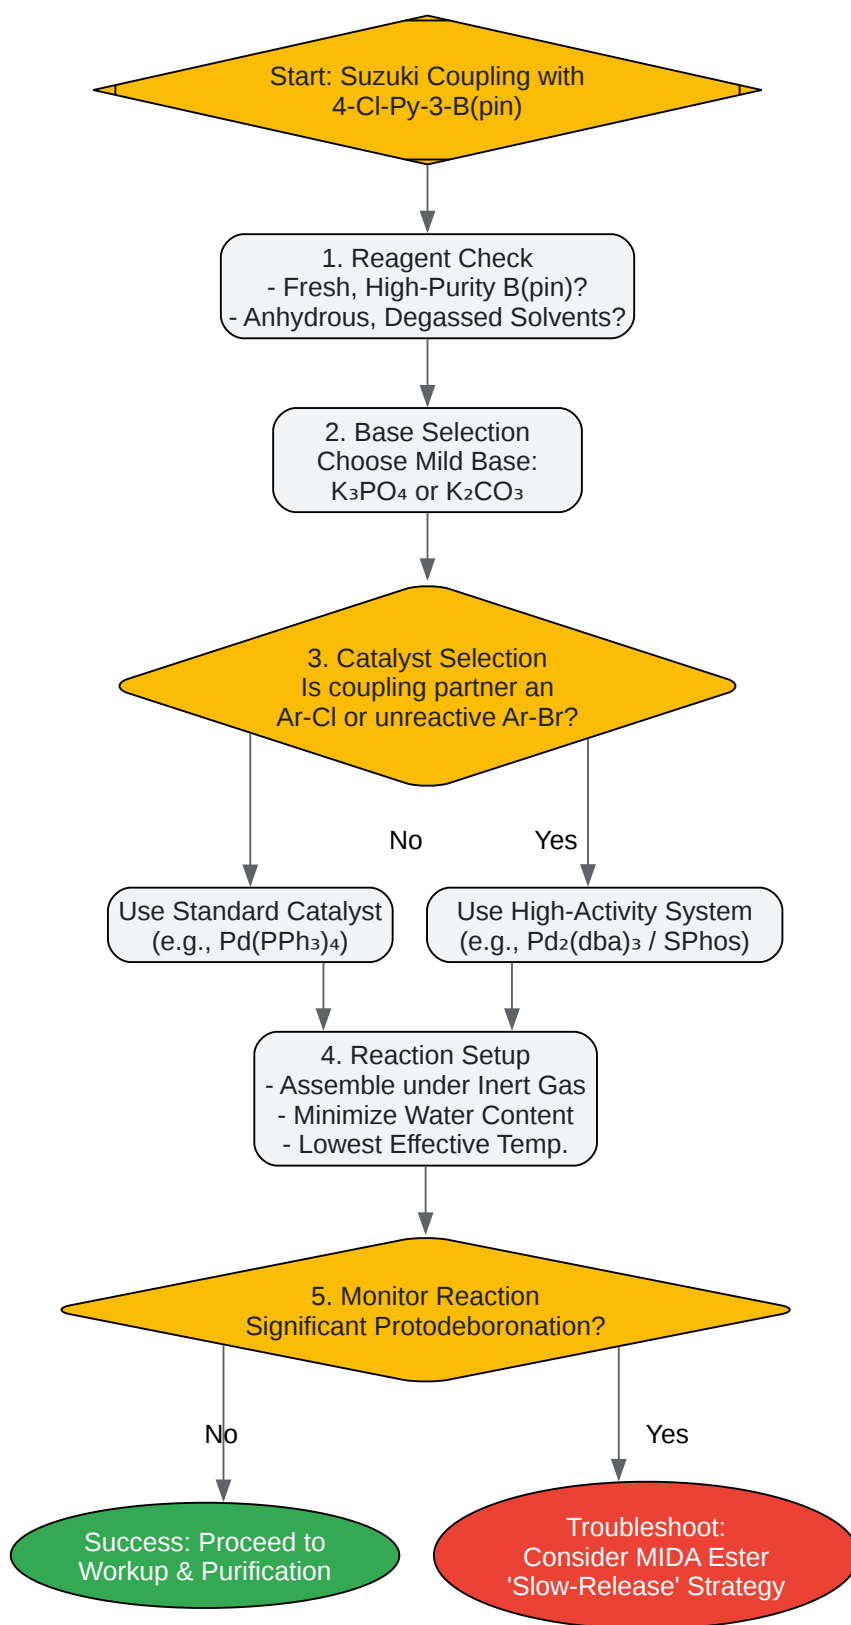 Start: Suzuki Coupling with
4-Cl-Py-3-B(pin)
1. Reagent Check
- Fresh, High-Purity B(pin)?
- Anhydrous, Degassed Solvents?
2. Base Selection
Choose Mild Base:
K₃PO₄ or K₂CO₃
3. Catalyst Selection
Is coupling partner an
Ar-Cl or unreactive Ar-Br?
No
Yes
Use Standard Catalyst
(e.g., Pd(PPh₃)₄)
Use High-Activity System
(e.g., Pd₂(dba)₃ / SPhos)
4. Reaction Setup
- Assemble under Inert Gas
- Minimize Water Content
- Lowest Effective Temp.
5. Monitor Reaction
Significant Protodeboronation?
No
Yes
Success: Proceed to
Workup & Purification
Troubleshoot:
Consider MIDA Ester
'Slow-Release' Strategy